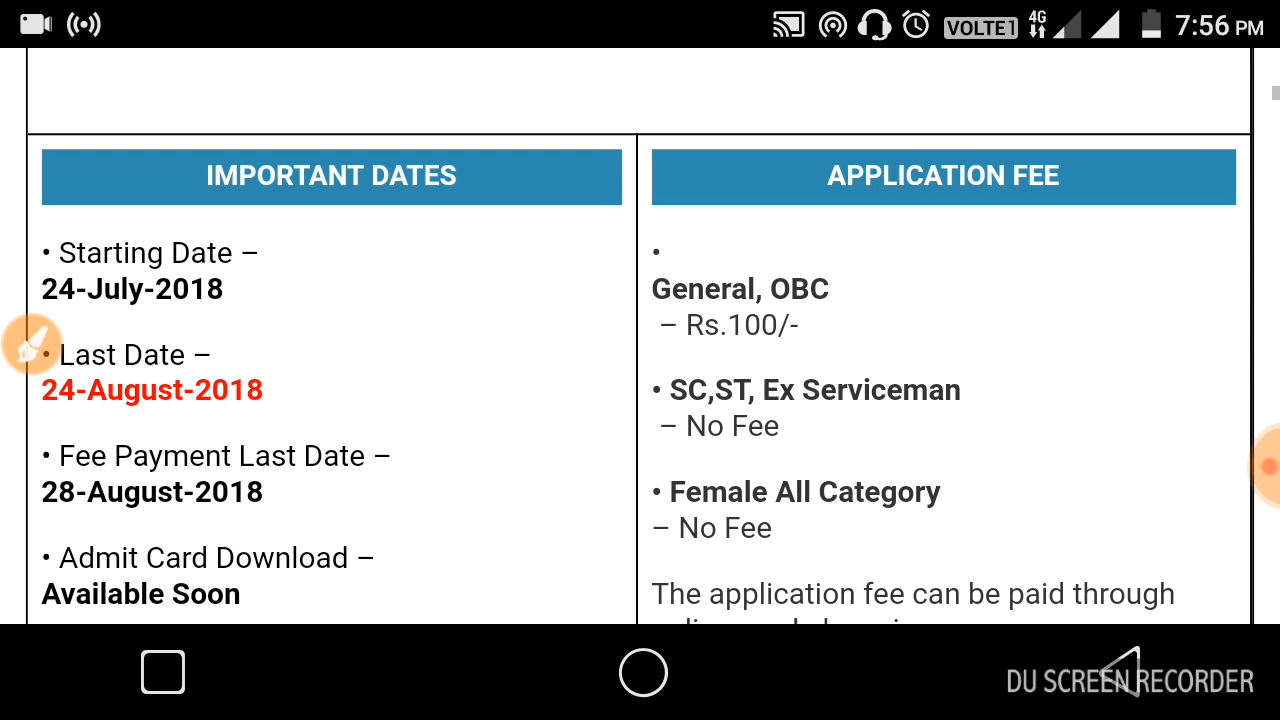 VOLTE1
4G
7:56 PM
IMPORTANT DATES
• Starting Date –
24-July-2018
• Last Date –
24-August-2018
• Fee Payment Last Date –
28-August-2018
• Admit Card Download –
Available Soon
APPLICATION FEE
•
General, OBC
– Rs.100/-
• SC,ST, Ex Serviceman
– No Fee
• Female All Category
– No Fee
The application fee can be paid through
DU SCREEN RECORDER